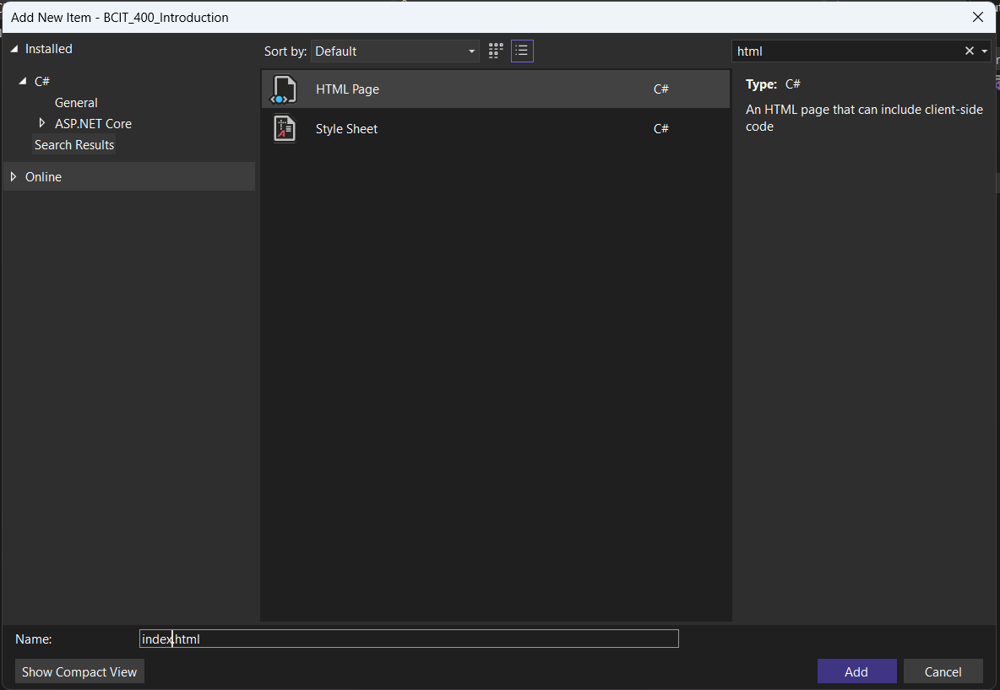 Add New Item - BCIT_400_Introduction
Installed
C#
General
ASP.NET Core
Search Results
Online
Sort by: Default
HTML Page C#
Style Sheet C#
html
Type: C#
An HTML page that can include client-side
code
Name: index.html
Show Compact View
Add
Cancel